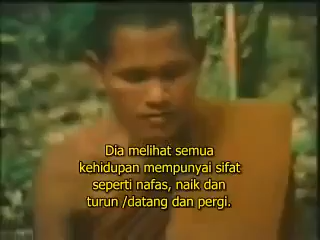 Dia melihat semua
kehidupan mempunyai sifat
seperti nafas, naik dan
turun /datang dan pergi.